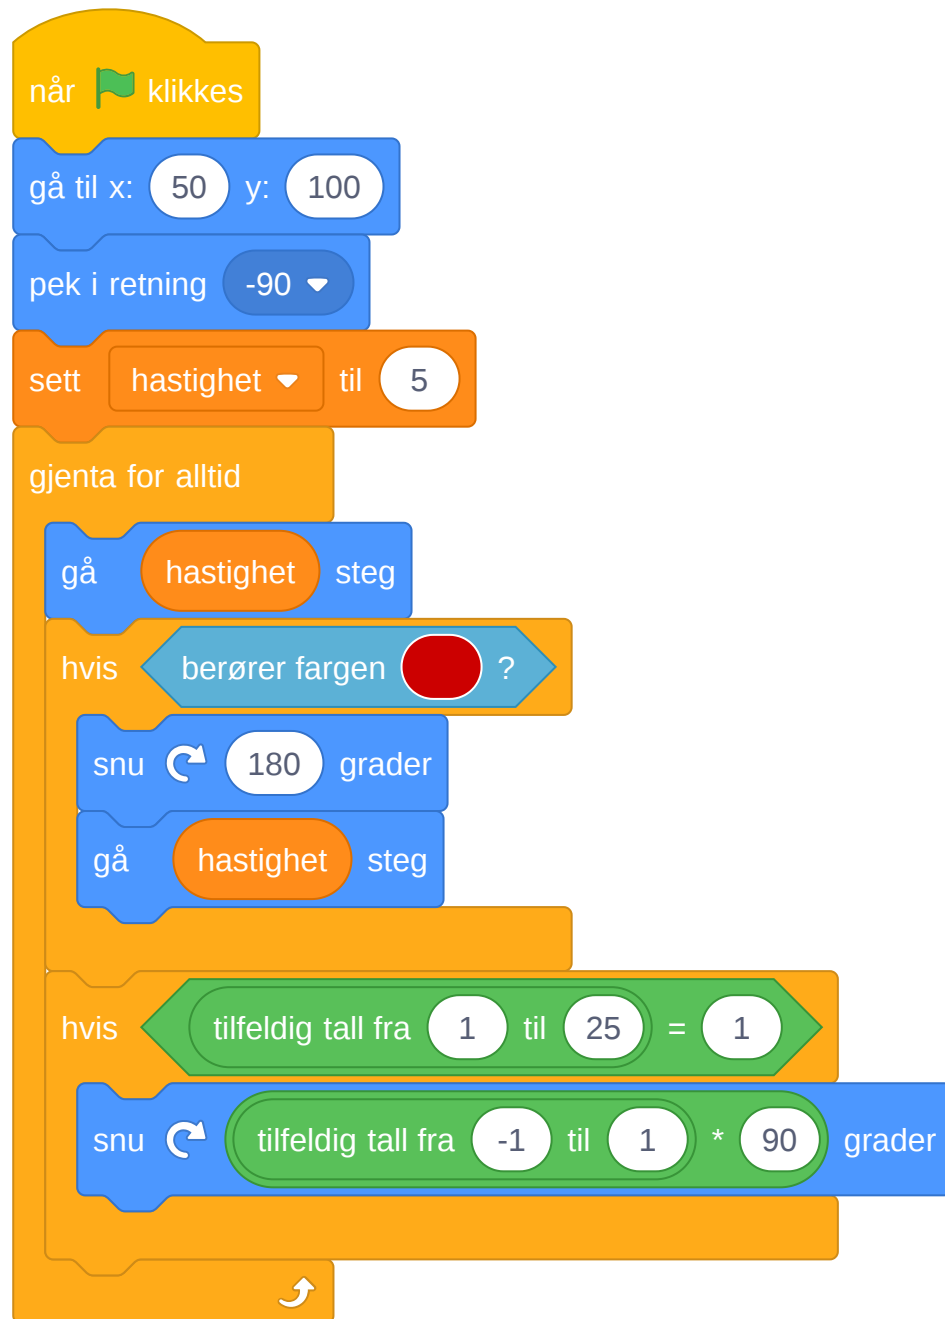 når klikkes
gå til x: 50 y: 100
pek i retning -90
sett hastighet til 5
gjenta for alltid
gå hastighet steg
hvis berører fargen ?
snu 180 grader
gå hastighet steg
hvis tilfeldig tall fra 1 til 25 = 1
snu tilfeldig tall fra -1 til 1 * 90 grader